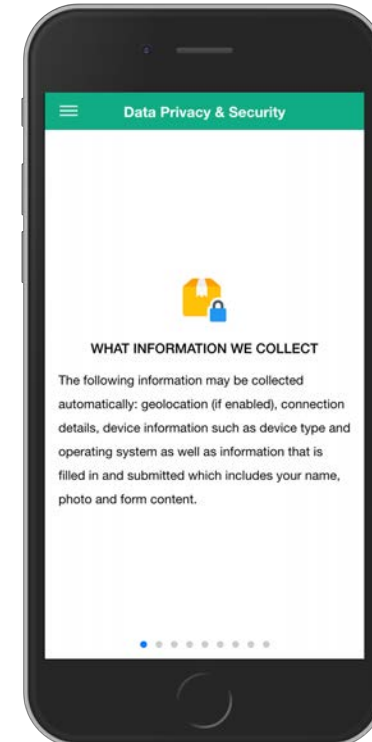 Data Privacy & Security
WHAT INFORMATION WE COLLECT
The following information may be collected
automatically: geolocation (if enabled), connection
details, device information such as device type and
operating system as well as information that is
filled in and submitted which includes your name,
photo and form content.